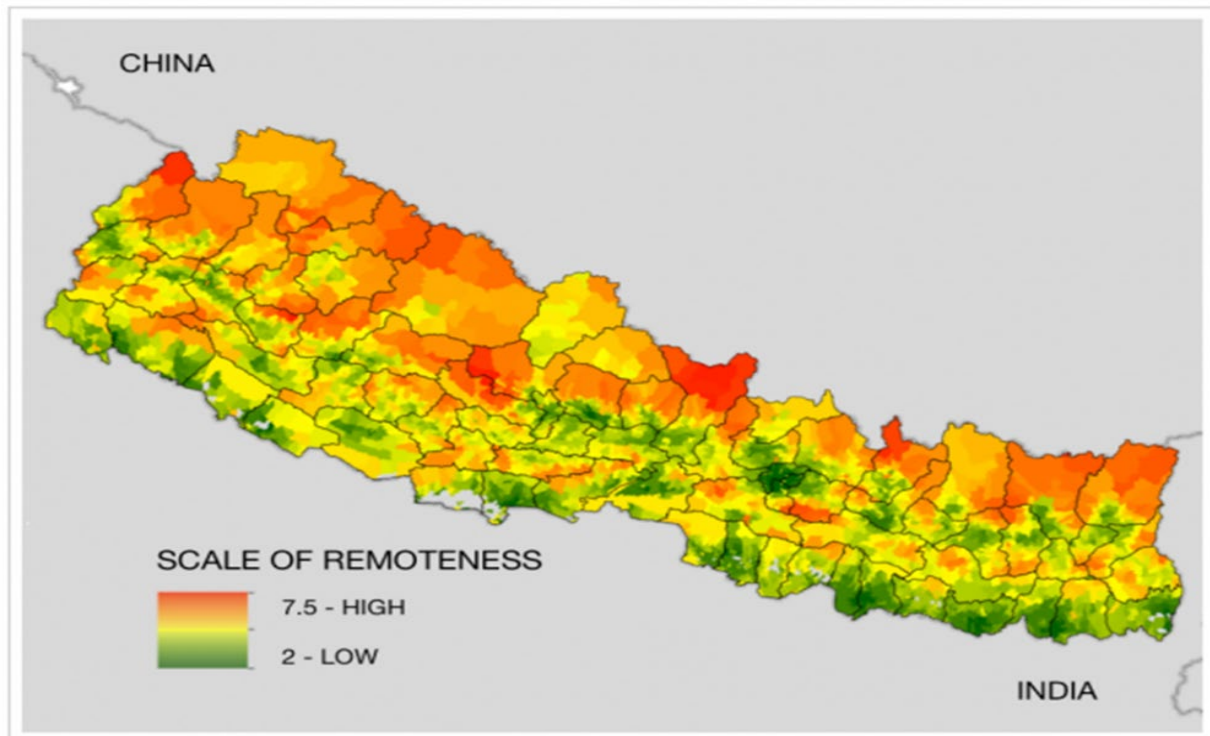 CHINA
SCALE OF REMOTENESS
7.5 - HIGH
2 - LOW
INDIA